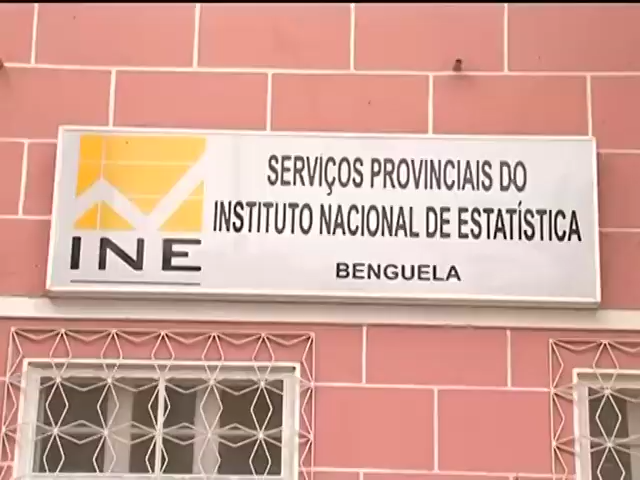 SERVIÇOS PROVINCIAIS DO
INSTITUTO NACIONAL DE ESTATÍSTICA
INE
BENGUELA